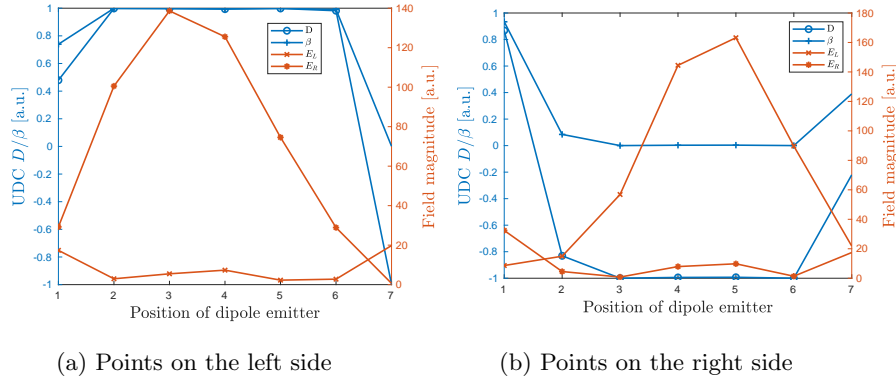 1
0.8
0.6
0.4
0.2
0
-0.2
-0.4
-0.6
-0.8
-1
UDC D/β [a.u.]
140
120
100
80
60
40
20
0
Field magnitude [a.u.]
D
β
E_L
E_R
1 2 3 4 5 6 7
Position of dipole emitter
(a) Points on the left side
1
0.8
0.6
0.4
0.2
0
-0.2
-0.4
-0.6
-0.8
-1
UDC D/β [a.u.]
180
160
140
120
100
80
60
40
20
0
Field magnitude [a.u.]
D
β
E_L
E_R
1 2 3 4 5 6 7
Position of dipole emitter
(b) Points on the right side